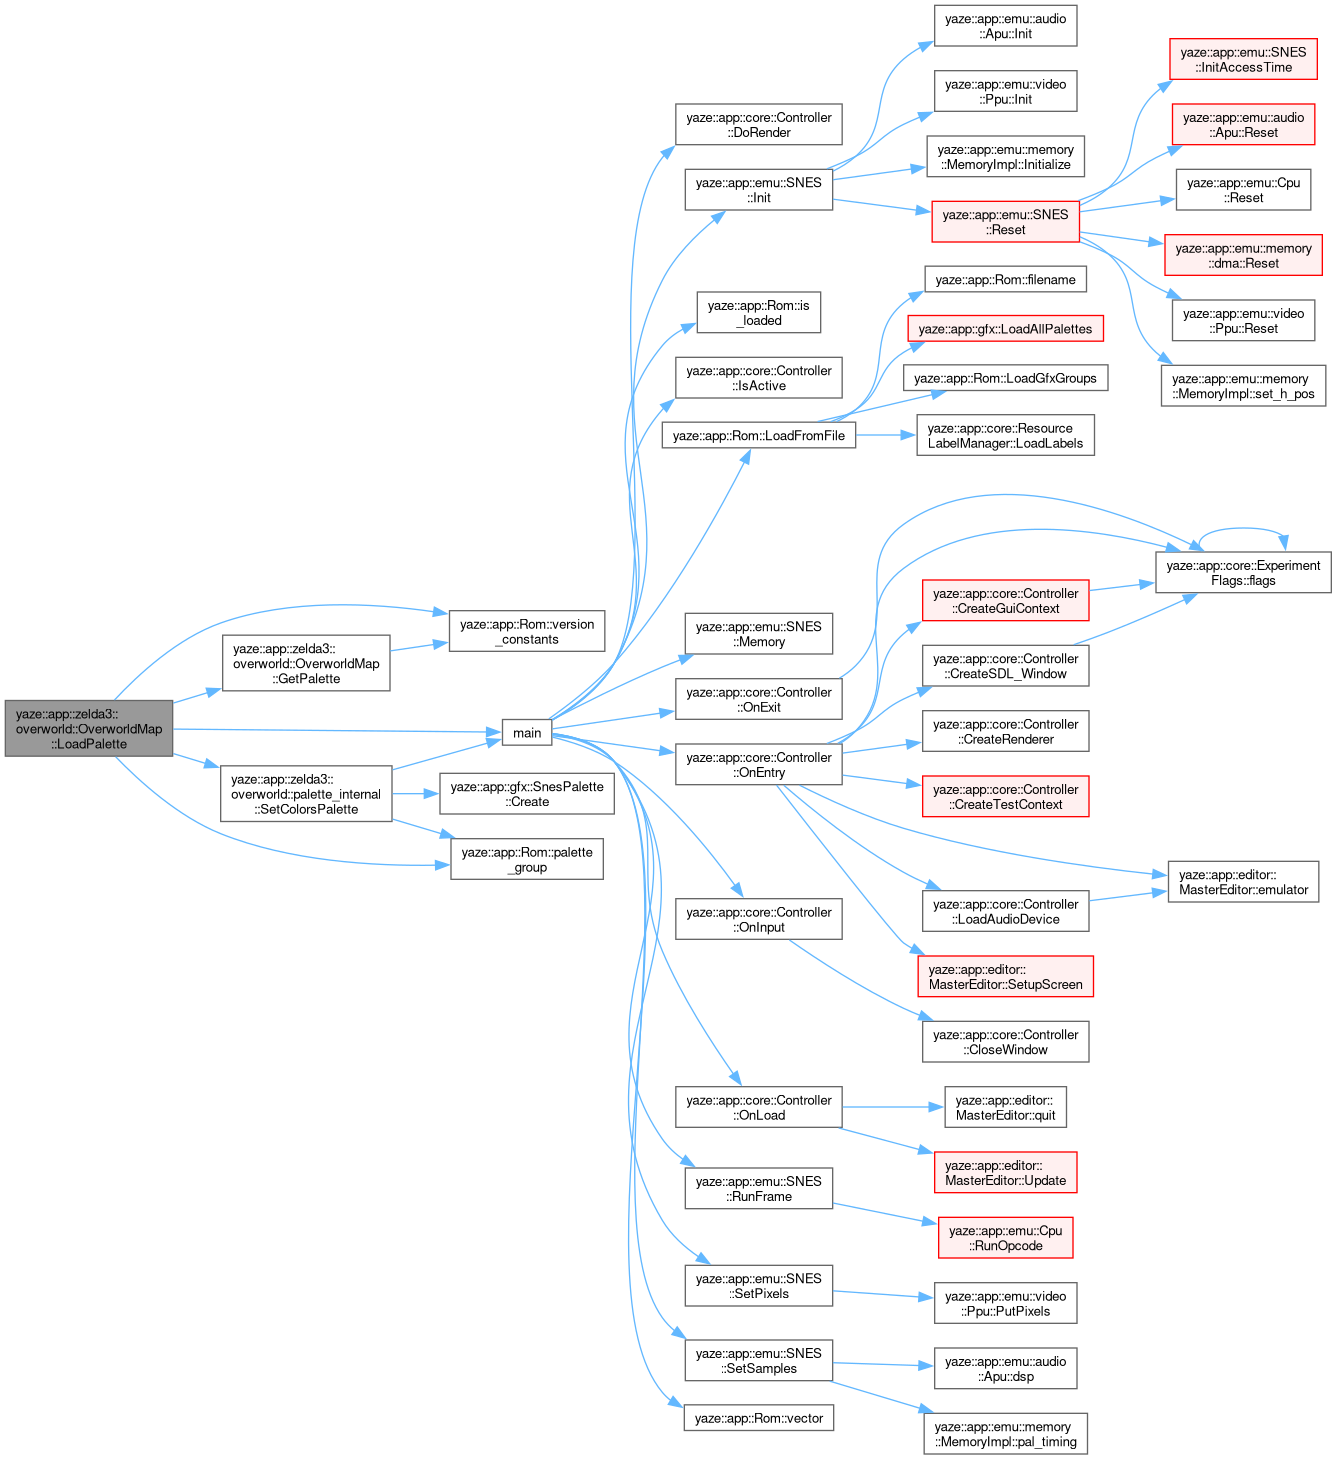 yaze::app::zelda3::
overworld::OverworldMap
::LoadPalette
yaze::app::Rom::version
_constants
yaze::app::zelda3::
overworld::OverworldMap
::GetPalette
main
yaze::app::zelda3::
overworld::palette_internal
::SetColorsPalette
yaze::app::gfx::SnesPalette
::Create
yaze::app::Rom::palette
_group
yaze::app::core::Controller
::DoRender
yaze::app::emu::SNES
::Init
yaze::app::Rom::is
_loaded
yaze::app::core::Controller
::IsActive
yaze::app::Rom::LoadFromFile
yaze::app::emu::SNES
::Memory
yaze::app::core::Controller
::OnExit
yaze::app::core::Controller
::OnEntry
yaze::app::core::Controller
::OnInput
yaze::app::core::Controller
::OnLoad
yaze::app::emu::SNES
::RunFrame
yaze::app::emu::SNES
::SetPixels
yaze::app::emu::SNES
::SetSamples
yaze::app::Rom::vector
yaze::app::emu::audio
::Apu::Init
yaze::app::emu::video
::Ppu::Init
yaze::app::emu::memory
::MemoryImpl::Initialize
yaze::app::emu::SNES
::Reset
yaze::app::Rom::filename
yaze::app::gfx::LoadAllPalettes
yaze::app::Rom::LoadGfxGroups
yaze::app::core::Resource
LabelManager::LoadLabels
yaze::app::core::Controller
::CreateGuiContext
yaze::app::core::Controller
::CreateSDL_Window
yaze::app::core::Controller
::CreateRenderer
yaze::app::core::Controller
::CreateTestContext
yaze::app::core::Controller
::LoadAudioDevice
yaze::app::editor::
MasterEditor::SetupScreen
yaze::app::core::Controller
::CloseWindow
yaze::app::editor::
MasterEditor::quit
yaze::app::editor::
MasterEditor::Update
yaze::app::emu::Cpu
::RunOpcode
yaze::app::emu::video
::Ppu::PutPixels
yaze::app::emu::audio
::Apu::dsp
yaze::app::emu::memory
::MemoryImpl::pal_timing
yaze::app::emu::SNES
::InitAccessTime
yaze::app::emu::audio
::Apu::Reset
yaze::app::emu::Cpu
::Reset
yaze::app::emu::memory
::dma::Reset
yaze::app::emu::video
::Ppu::Reset
yaze::app::emu::memory
::MemoryImpl::set_h_pos
yaze::app::core::Experiment
Flags::flags
yaze::app::editor::
MasterEditor::emulator